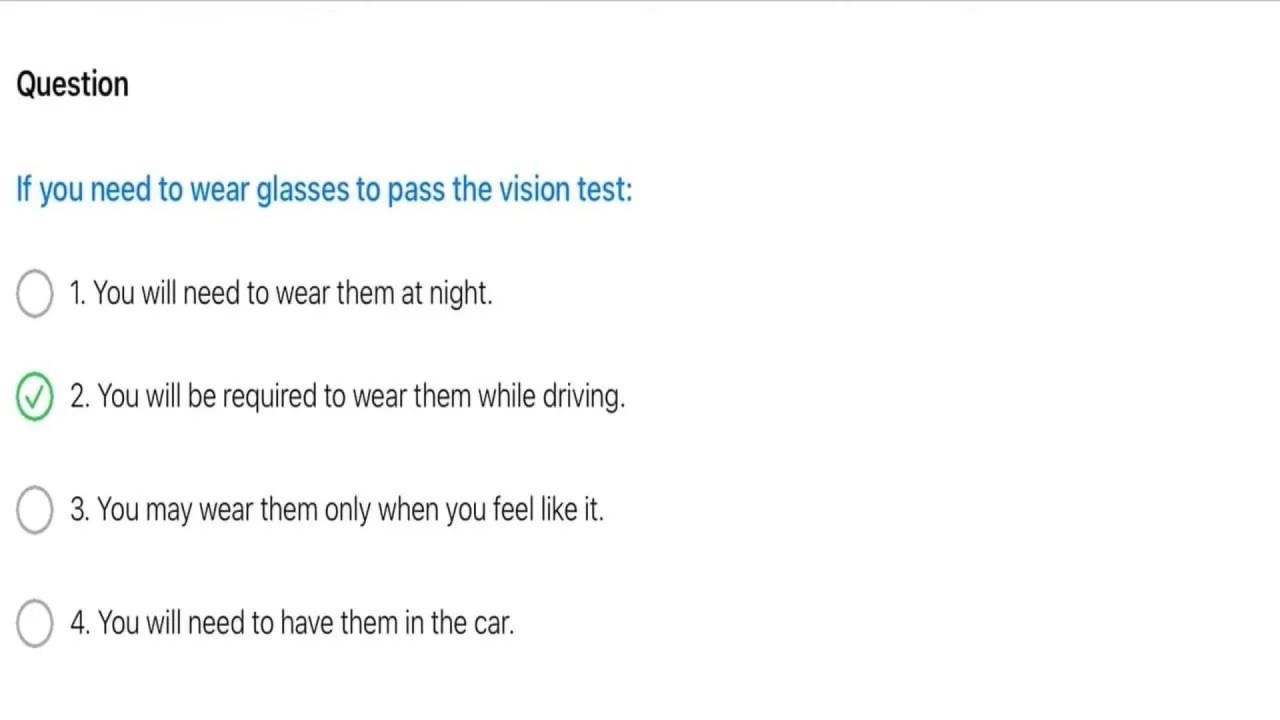 Question
If you need to wear glasses to pass the vision test:
1. You will need to wear them at night.
2. You will be required to wear them while driving.
3. You may wear them only when you feel like it.
4. You will need to have them in the car.